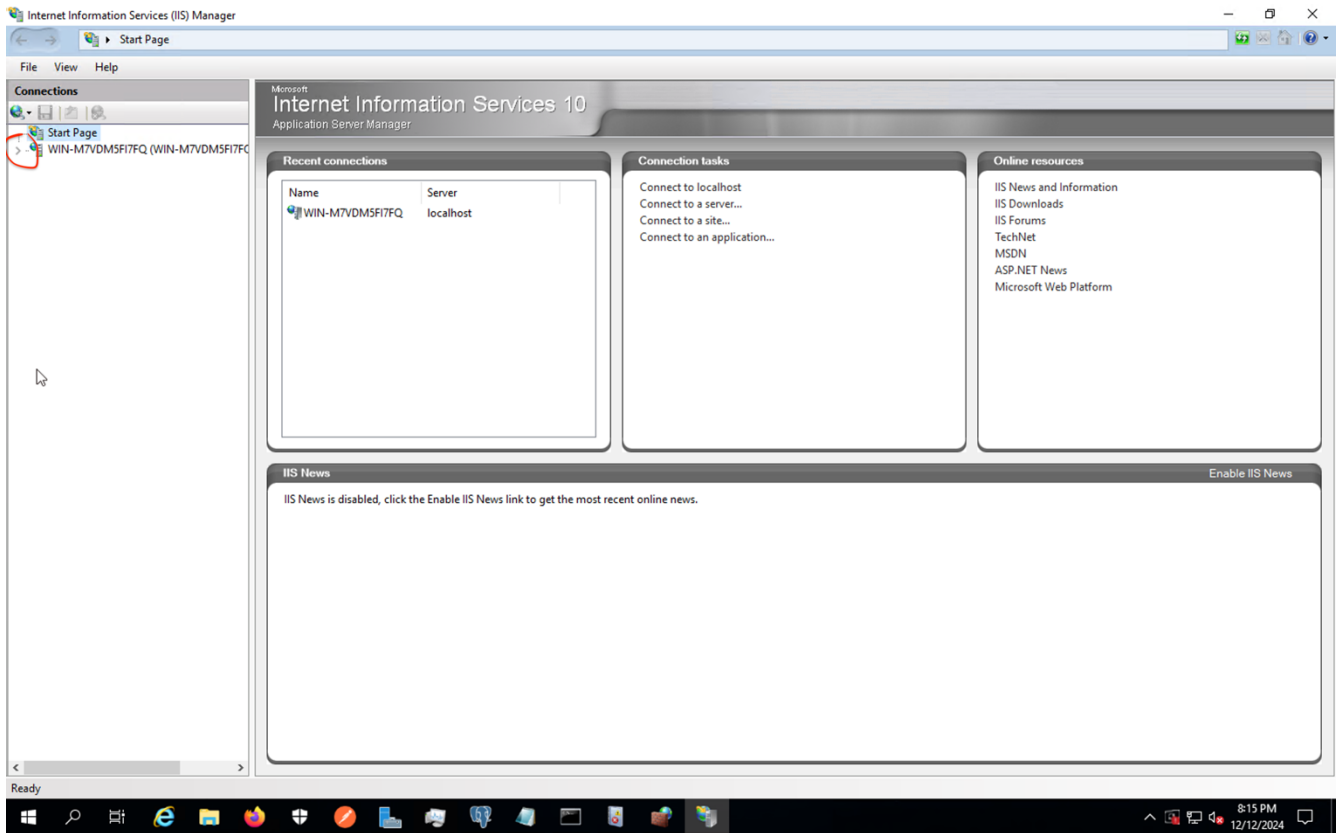 Internet Information Services (IIS) Manager
Start Page
File View Help
Connections
Start Page
WIN-M7VDM5FI7FQ (WIN-M7VDM5FI7FQ
Microsoft
Internet Information Services 10
Application Server Manager
Recent connections
Name Server
WIN-M7VDM5FI7FQ localhost
Connection tasks
Connect to localhost
Connect to a server...
Connect to a site...
Connect to an application...
Online resources
IIS News and Information
IIS Downloads
IIS Forums
TechNet
MSDN
ASP.NET News
Microsoft Web Platform
IIS News Enable IIS News
IIS News is disabled, click the Enable IIS News link to get the most recent online news.
Ready
8:15 PM
12/12/2024